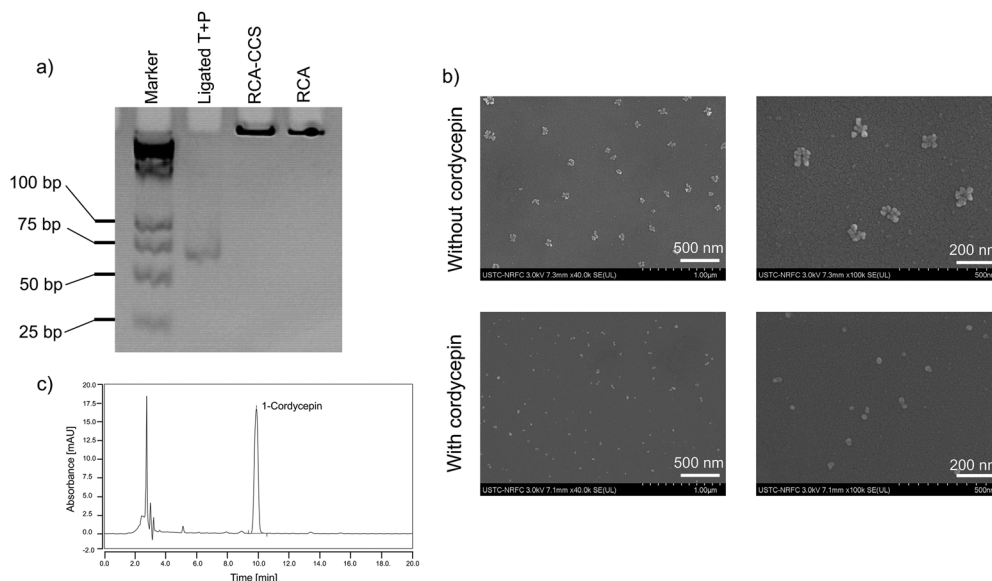 a)
Marker
Ligated T+P
RCA-CCS
RCA
100 bp
75 bp
50 bp
25 bp
b)
Without cordycepin
500 nm
USTC-NRFC 3.0kV 7.3mm x40.0k SE(UL)
1.00µm
200 nm
USTC-NRFC 3.0kV 7.3mm x100k SE(UL)
500nm
With cordycepin
500 nm
USTC-NRFC 3.0kV 7.1mm x40.0k SE(UL)
1.00µm
200 nm
USTC-NRFC 3.0kV 7.1mm x100k SE(UL)
500nm
c)
Absorbance [mAU]
20.0
17.5
15.0
12.5
10.0
7.5
5.0
2.5
0.0
-2.0
1-Cordycepin
0.0 2.0 4.0 6.0 8.0 10.0 12.0 14.0 16.0 18.0 20.0
Time [min]